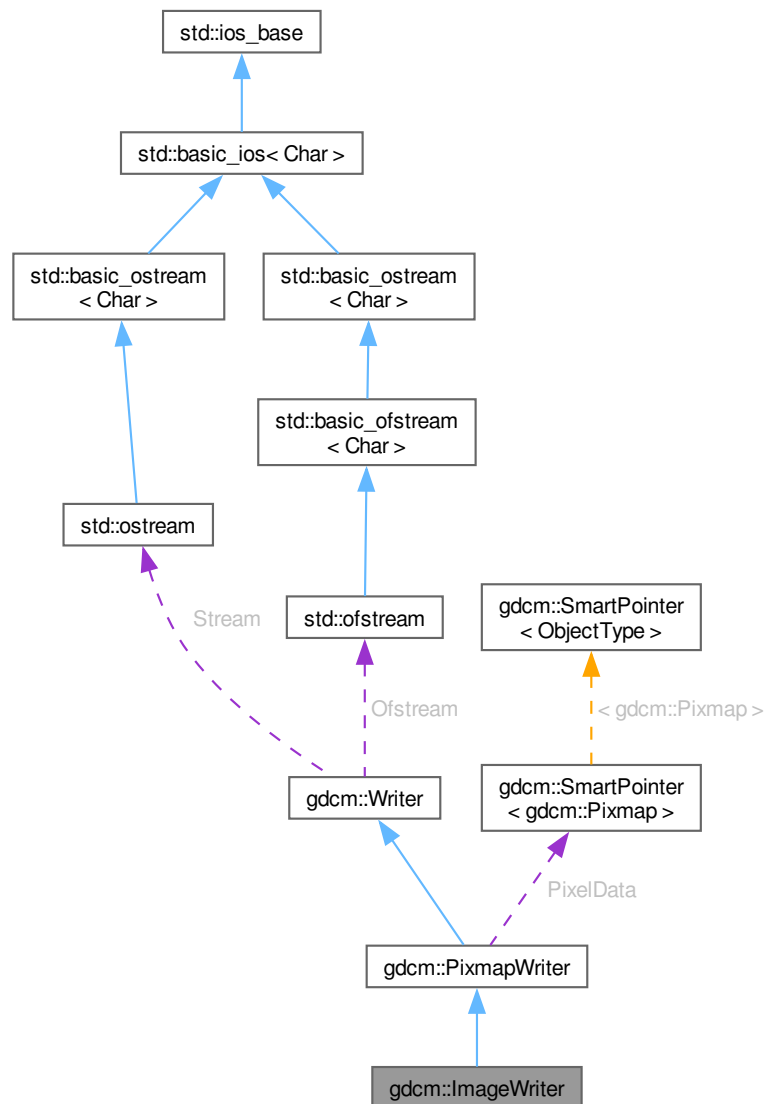 std::ios_base
std::basic_ios< Char >
std::basic_ostream
< Char >
std::basic_ostream
< Char >
std::basic_ofstream
< Char >
std::ostream
std::ofstream
gdcm::SmartPointer
< ObjectType >
Stream
Ofstream
< gdcm::Pixmap >
gdcm::Writer
gdcm::SmartPointer
< gdcm::Pixmap >
PixelData
gdcm::PixmapWriter
gdcm::ImageWriter